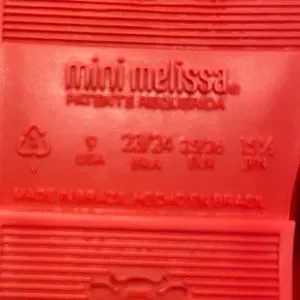 mini melissa®
PATENTE REQUERIDA
9 23/24 25/26 15¼
USA BRA EUR JPN
MADE IN BRAZIL HECHO EN BRASIL